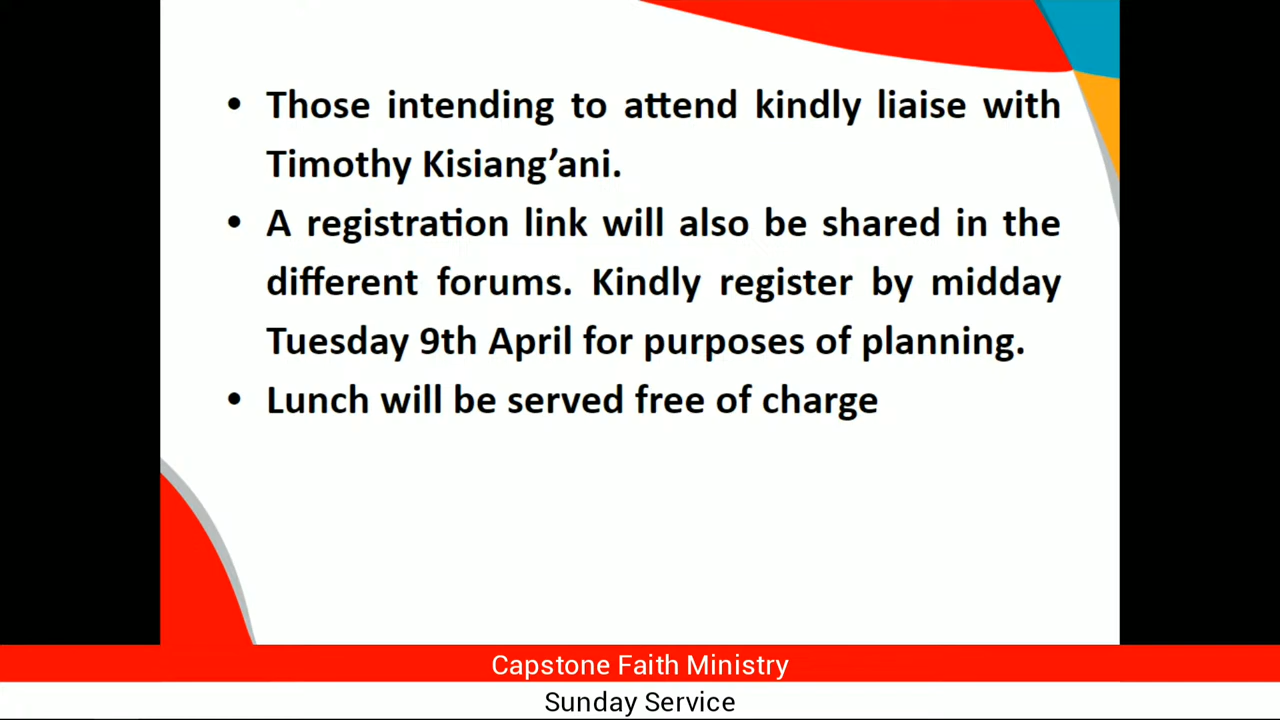 • Those intending to attend kindly liaise with
Timothy Kisiang’ani.
• A registration link will also be shared in the
different forums. Kindly register by midday
Tuesday 9th April for purposes of planning.
• Lunch will be served free of charge
Capstone Faith Ministry
Sunday Service